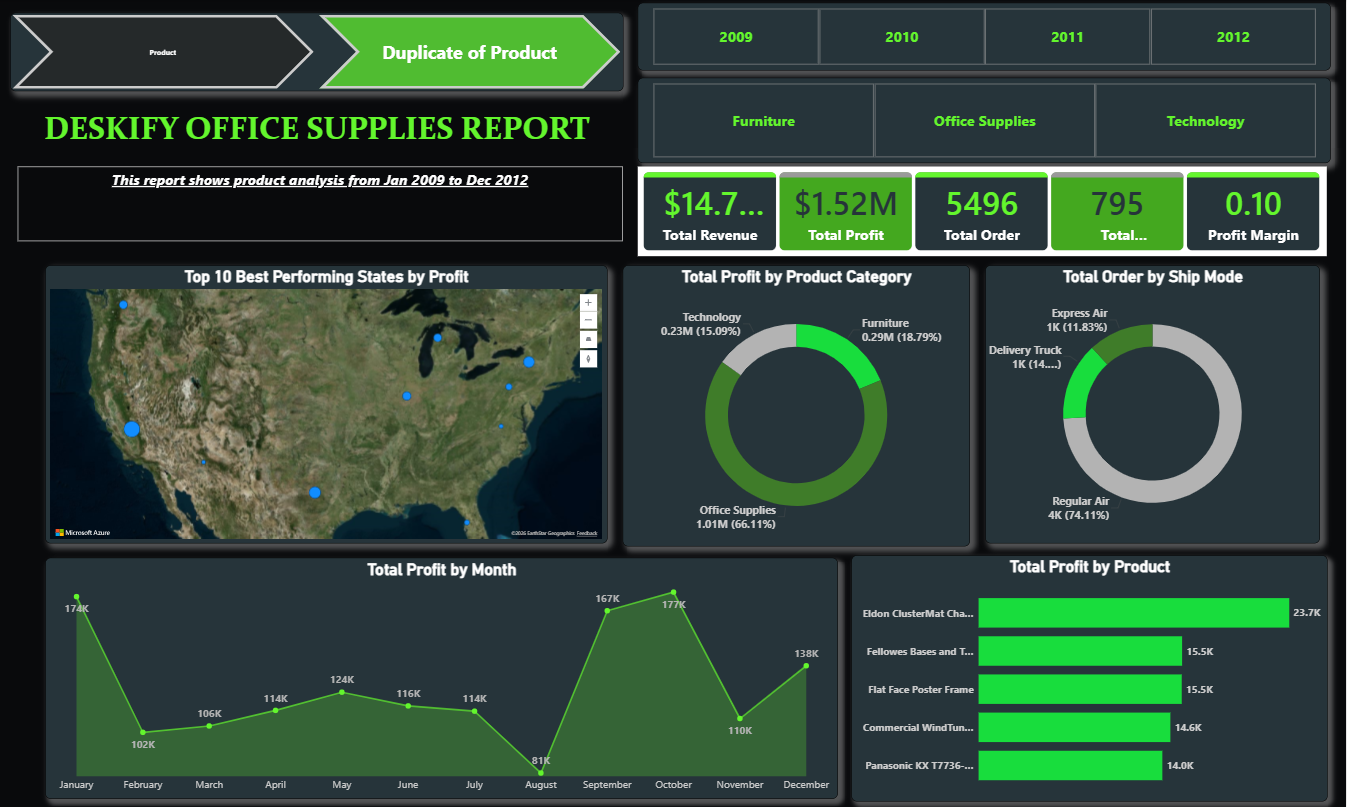 Product
Duplicate of Product
2009
2010
2011
2012
DESKIFY OFFICE SUPPLIES REPORT
Furniture
Office Supplies
Technology
This report shows product analysis from Jan 2009 to Dec 2012
$14.7...
Total Revenue
$1.52M
Total Profit
5496
Total Order
795
Total...
0.10
Profit Margin
Top 10 Best Performing States by Profit
Microsoft Azure
©2026 EarthStar Geographics Feedback
Total Profit by Product Category
Technology
0.23M (15.09%)
Furniture
0.29M (18.79%)
Office Supplies
1.01M (66.11%)
Total Order by Ship Mode
Express Air
1K (11.83%)
Delivery Truck
1K (14....)
Regular Air
4K (74.11%)
Total Profit by Month
174K
102K
106K
114K
124K
116K
114K
81K
167K
177K
110K
138K
January
February
March
April
May
June
July
August
September
October
November
December
Total Profit by Product
Eldon ClusterMat Cha...
23.7K
Fellowes Bases and T...
15.5K
Flat Face Poster Frame
15.5K
Commercial WindTun...
14.6K
Panasonic KX T7736-...
14.0K